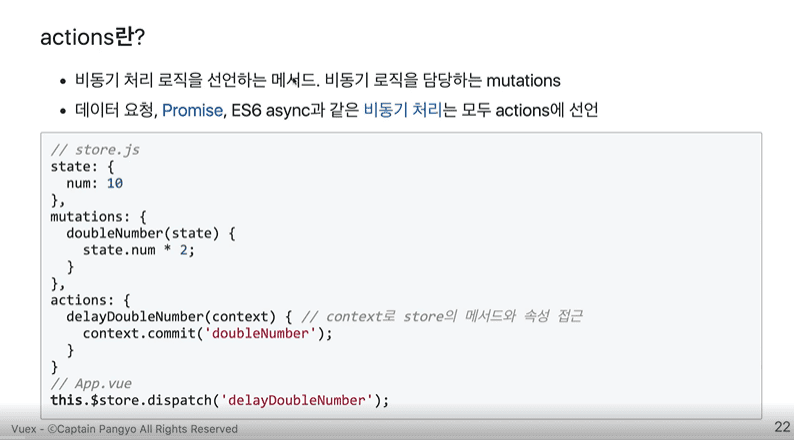 actions란?
비동기 처리 로직을 선언하는 메서드. 비동기 로직을 담당하는 mutations
데이터 요청, Promise, ES6 async과 같은 비동기 처리는 모두 actions에 선언
// store.js
state: {
  num: 10
},
mutations: {
  doubleNumber(state) {
    state.num * 2;
  }
},
actions: {
  delayDoubleNumber(context) { // context로 store의 메서드와 속성 접근
    context.commit('doubleNumber');
  }
}
// App.vue
this.$store.dispatch('delayDoubleNumber');
Vuex - ©Captain Pangyo All Rights Reserved
22